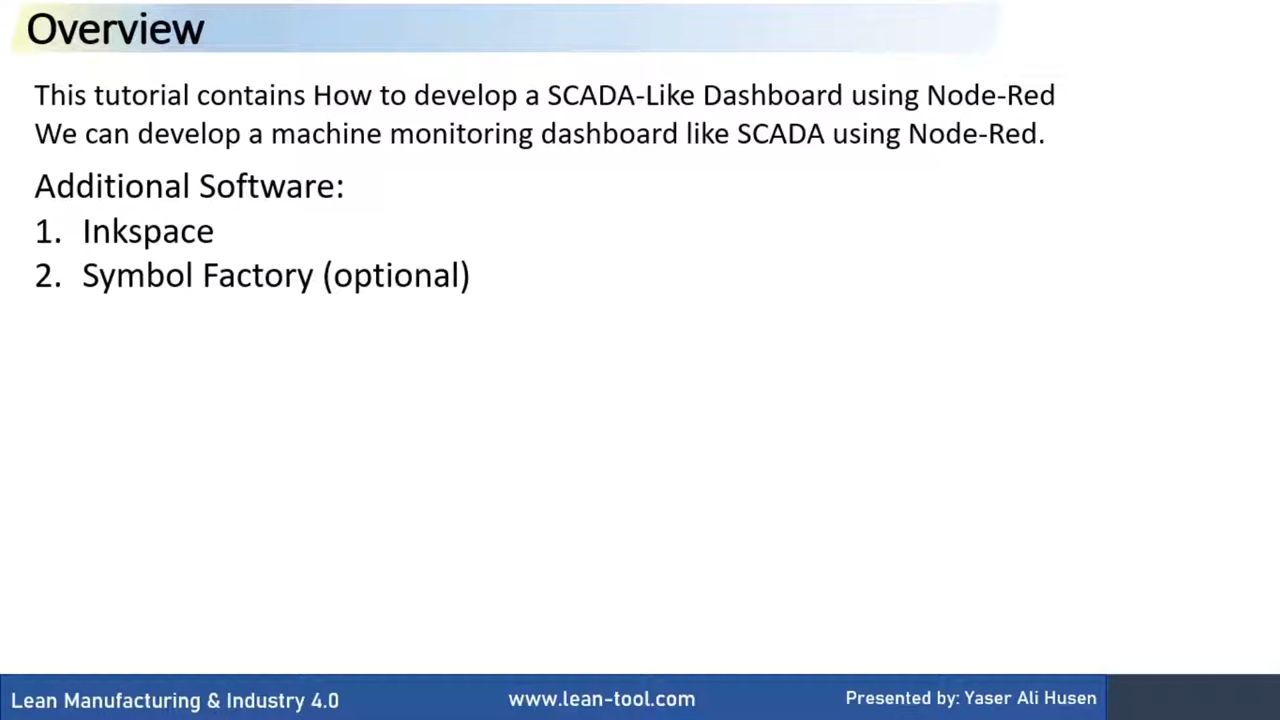 Overview
This tutorial contains How to develop a SCADA-Like Dashboard using Node-Red
We can develop a machine monitoring dashboard like SCADA using Node-Red.
Additional Software:
1. Inkspace
2. Symbol Factory (optional)
Lean Manufacturing & Industry 4.0
www.lean-tool.com
Presented by: Yaser Ali Husen